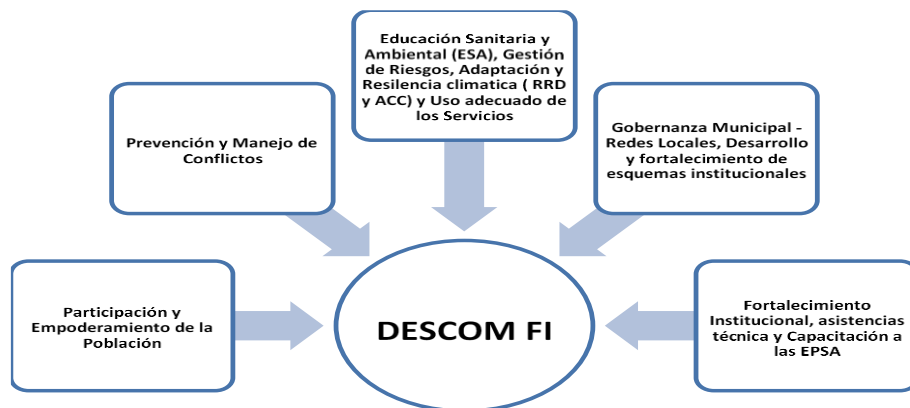 Educación Sanitaria y
Ambiental (ESA), Gestión
de Riesgos, Adaptación y
Resilencia climatica ( RRD
y ACC) y Uso adecuado de
los Servicios
Prevención y Manejo de
Conflictos
Gobernanza Municipal -
Redes Locales, Desarrollo
y fortalecimiento de
esquemas institucionales
Participación y
Empoderamiento de la
Población
DESCOM FI
Fortalecimiento
Institucional, asistencias
técnica y Capacitación a
las EPSA